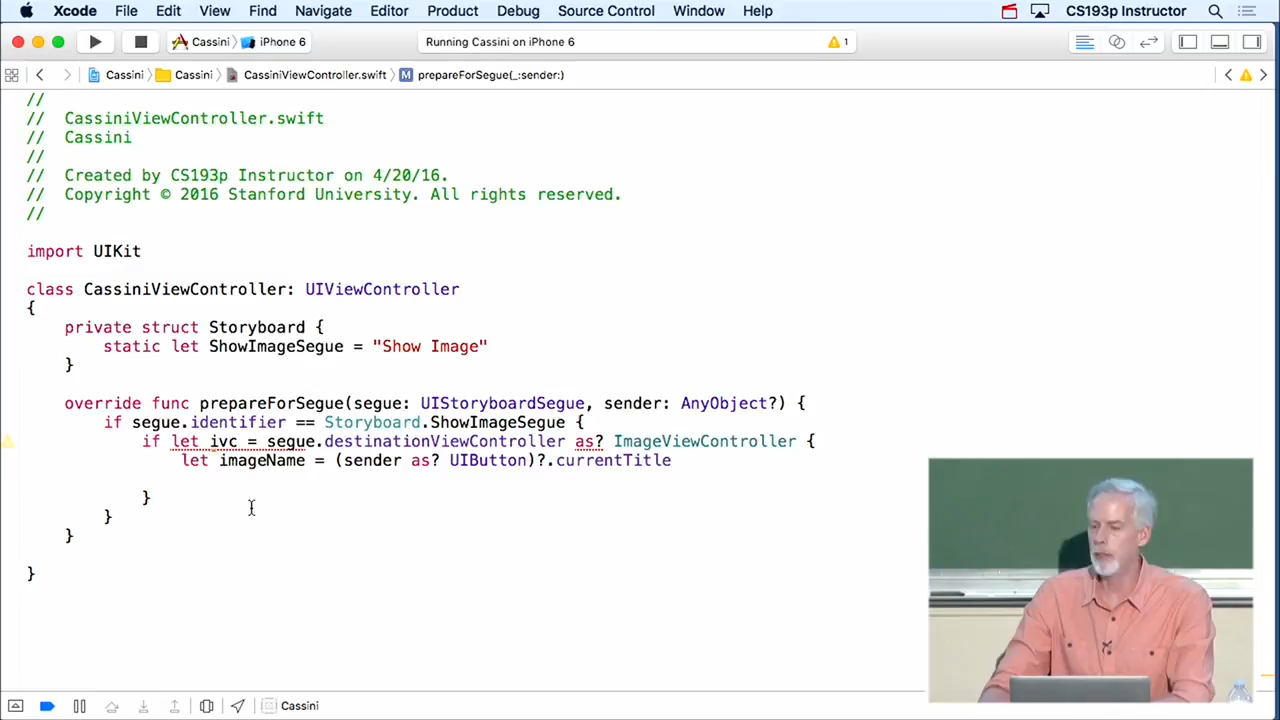 Xcode File Edit View Find Navigate Editor Product Debug Source Control Window Help CS193p Instructor
Cassini iPhone 6 Running Cassini on iPhone 6 1
Cassini Cassini CassiniViewController.swift M prepareForSegue(_:sender:)
//
// CassiniViewController.swift
// Cassini
//
// Created by CS193p Instructor on 4/20/16.
// Copyright © 2016 Stanford University. All rights reserved.
//
import UIKit
class CassiniViewController: UIViewController
{
private struct Storyboard {
static let ShowImageSegue = "Show Image"
}
override func prepareForSegue(segue: UIStoryboardSegue, sender: AnyObject?) {
if segue.identifier == Storyboard.ShowImageSegue {
if let ivc = segue.destinationViewController as? ImageViewController {
let imageName = (sender as? UIButton)?.currentTitle
}
}
}
}
Cassini